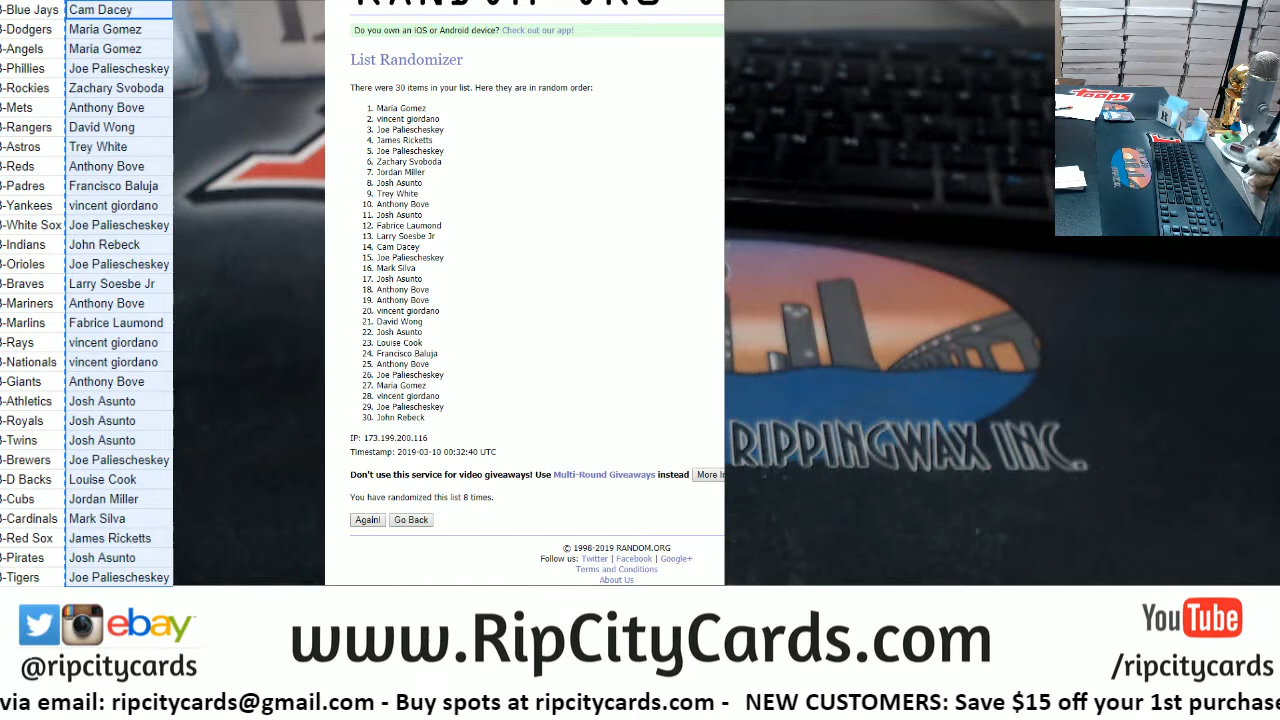 -Blue Jays Cam Dacey
-Dodgers Maria Gomez
-Angels Maria Gomez
-Phillies Joe Paliescheskey
-Rockies Zachary Svoboda
-Mets Anthony Bove
-Rangers David Wong
-Astros Trey White
-Reds Anthony Bove
-Padres Francisco Baluja
-Yankees vincent giordano
-White Sox Joe Paliescheskey
-Indians John Rebeck
-Orioles Joe Paliescheskey
-Braves Larry Soesbe Jr
-Mariners Anthony Bove
-Marlins Fabrice Laumond
-Rays vincent giordano
-Nationals vincent giordano
-Giants Anthony Bove
-Athletics Josh Asunto
-Royals Josh Asunto
-Twins Josh Asunto
-Brewers Joe Paliescheskey
-D Backs Louise Cook
-Cubs Jordan Miller
-Cardinals Mark Silva
-Red Sox James Ricketts
-Pirates Josh Asunto
-Tigers Joe Paliescheskey
RANDOM.ORG
Do you own an iOS or Android device? Check out our app!
List Randomizer
There were 30 items in your list. Here they are in random order:
1. Maria Gomez
2. vincent giordano
3. Joe Paliescheskey
4. James Ricketts
5. Joe Paliescheskey
6. Zachary Svoboda
7. Jordan Miller
8. Josh Asunto
9. Trey White
10. Anthony Bove
11. Josh Asunto
12. Fabrice Laumond
13. Larry Soesbe Jr
14. Cam Dacey
15. Joe Paliescheskey
16. Mark Silva
17. Josh Asunto
18. Anthony Bove
19. Anthony Bove
20. vincent giordano
21. David Wong
22. Josh Asunto
23. Louise Cook
24. Francisco Baluja
25. Anthony Bove
26. Joe Paliescheskey
27. Maria Gomez
28. vincent giordano
29. Joe Paliescheskey
30. John Rebeck
IP: 173.199.200.116
Timestamp: 2019-03-10 00:32:40 UTC
Don't use this service for video giveaways! Use Multi-Round Giveaways instead More In
You have randomized this list 8 times.
Again! Go Back
© 1998-2019 RANDOM.ORG
Follow us: Twitter | Facebook | Google+
Terms and Conditions
About Us
topps
RIPPINGWAX INC.
ebay
@ripcitycards
www.RipCityCards.com
YouTube
/ripcitycards
via email: ripcitycards@gmail.com - Buy spots at ripcitycards.com - NEW CUSTOMERS: Save $15 off your 1st purchase